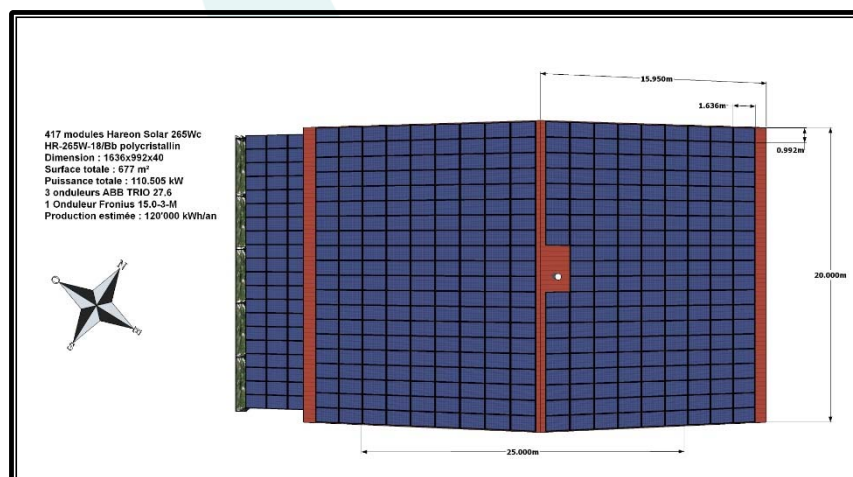 417 modules Hareon Solar 265Wc
HR-265W-18/Bb polycristallin
Dimension : 1636x992x40
Surface totale : 677 m²
Puissance totale : 110.505 kW
3 onduleurs ABB TRIO 27.6
1 Onduleur Fronius 15.0-3-M
Production estimée : 120'000 kWh/an
15.950m
1.636m
0.992m
20.000m
25.000m
N
O
E
S